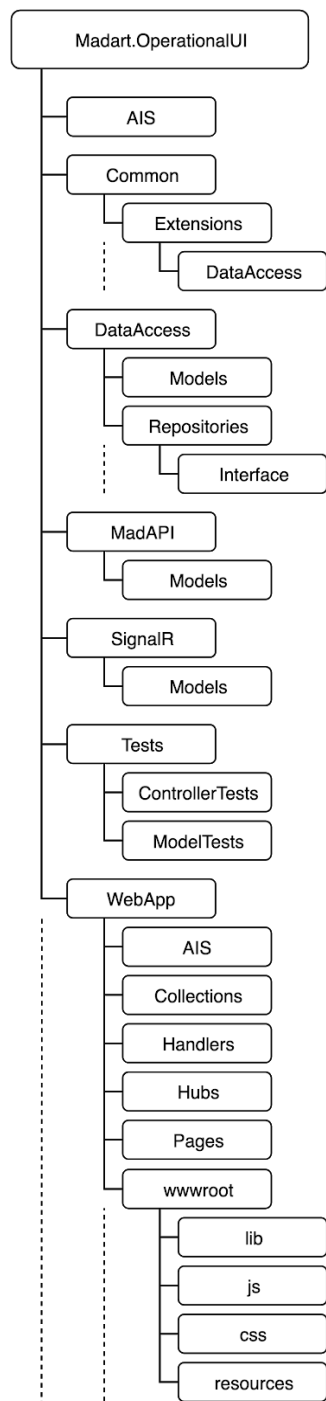 Madart.OperationalUI
AIS
Common
Extensions
DataAccess
DataAccess
Models
Repositories
Interface
MadAPI
Models
SignalR
Models
Tests
ControllerTests
ModelTests
WebApp
AIS
Collections
Handlers
Hubs
Pages
wwwroot
lib
js
css
resources